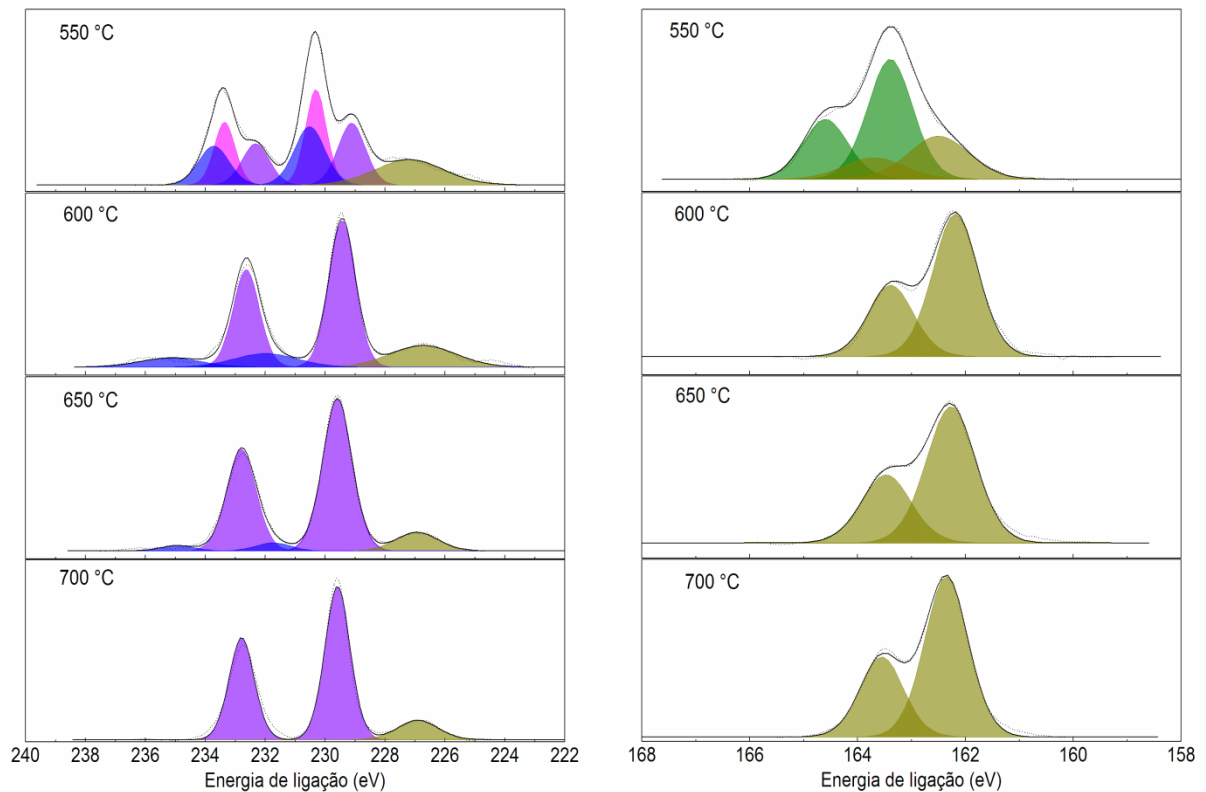 550 °C
600 °C
650 °C
700 °C
240 238 236 234 232 230 228 226 224 222
Energia de ligação (eV)
550 °C
600 °C
650 °C
700 °C
168 166 164 162 160 158
Energia de ligação (eV)